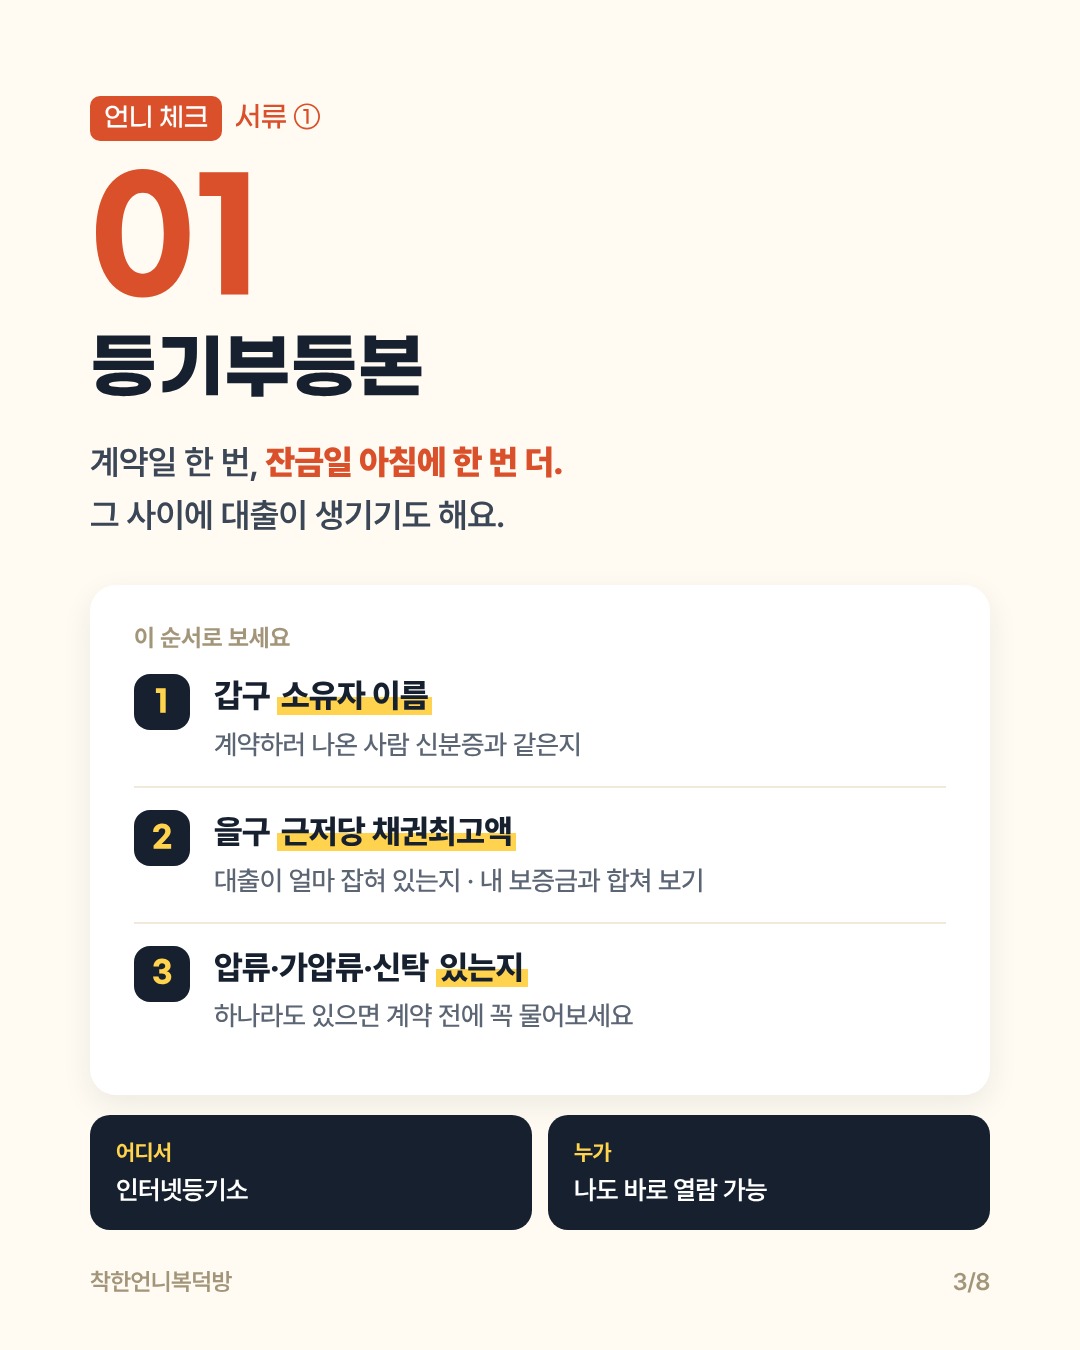 언니 체크 서류 ①
01
등기부등본
계약일 한 번, 잔금일 아침에 한 번 더.
그 사이에 대출이 생기기도 해요.
이 순서로 보세요
1 갑구 소유자 이름
계약하러 나온 사람 신분증과 같은지
2 을구 근저당 채권최고액
대출이 얼마 잡혀 있는지 · 내 보증금과 합쳐 보기
3 압류·가압류·신탁 있는지
하나라도 있으면 계약 전에 꼭 물어보세요
어디서
인터넷등기소
누가
나도 바로 열람 가능
착한언니복덕방
3/8